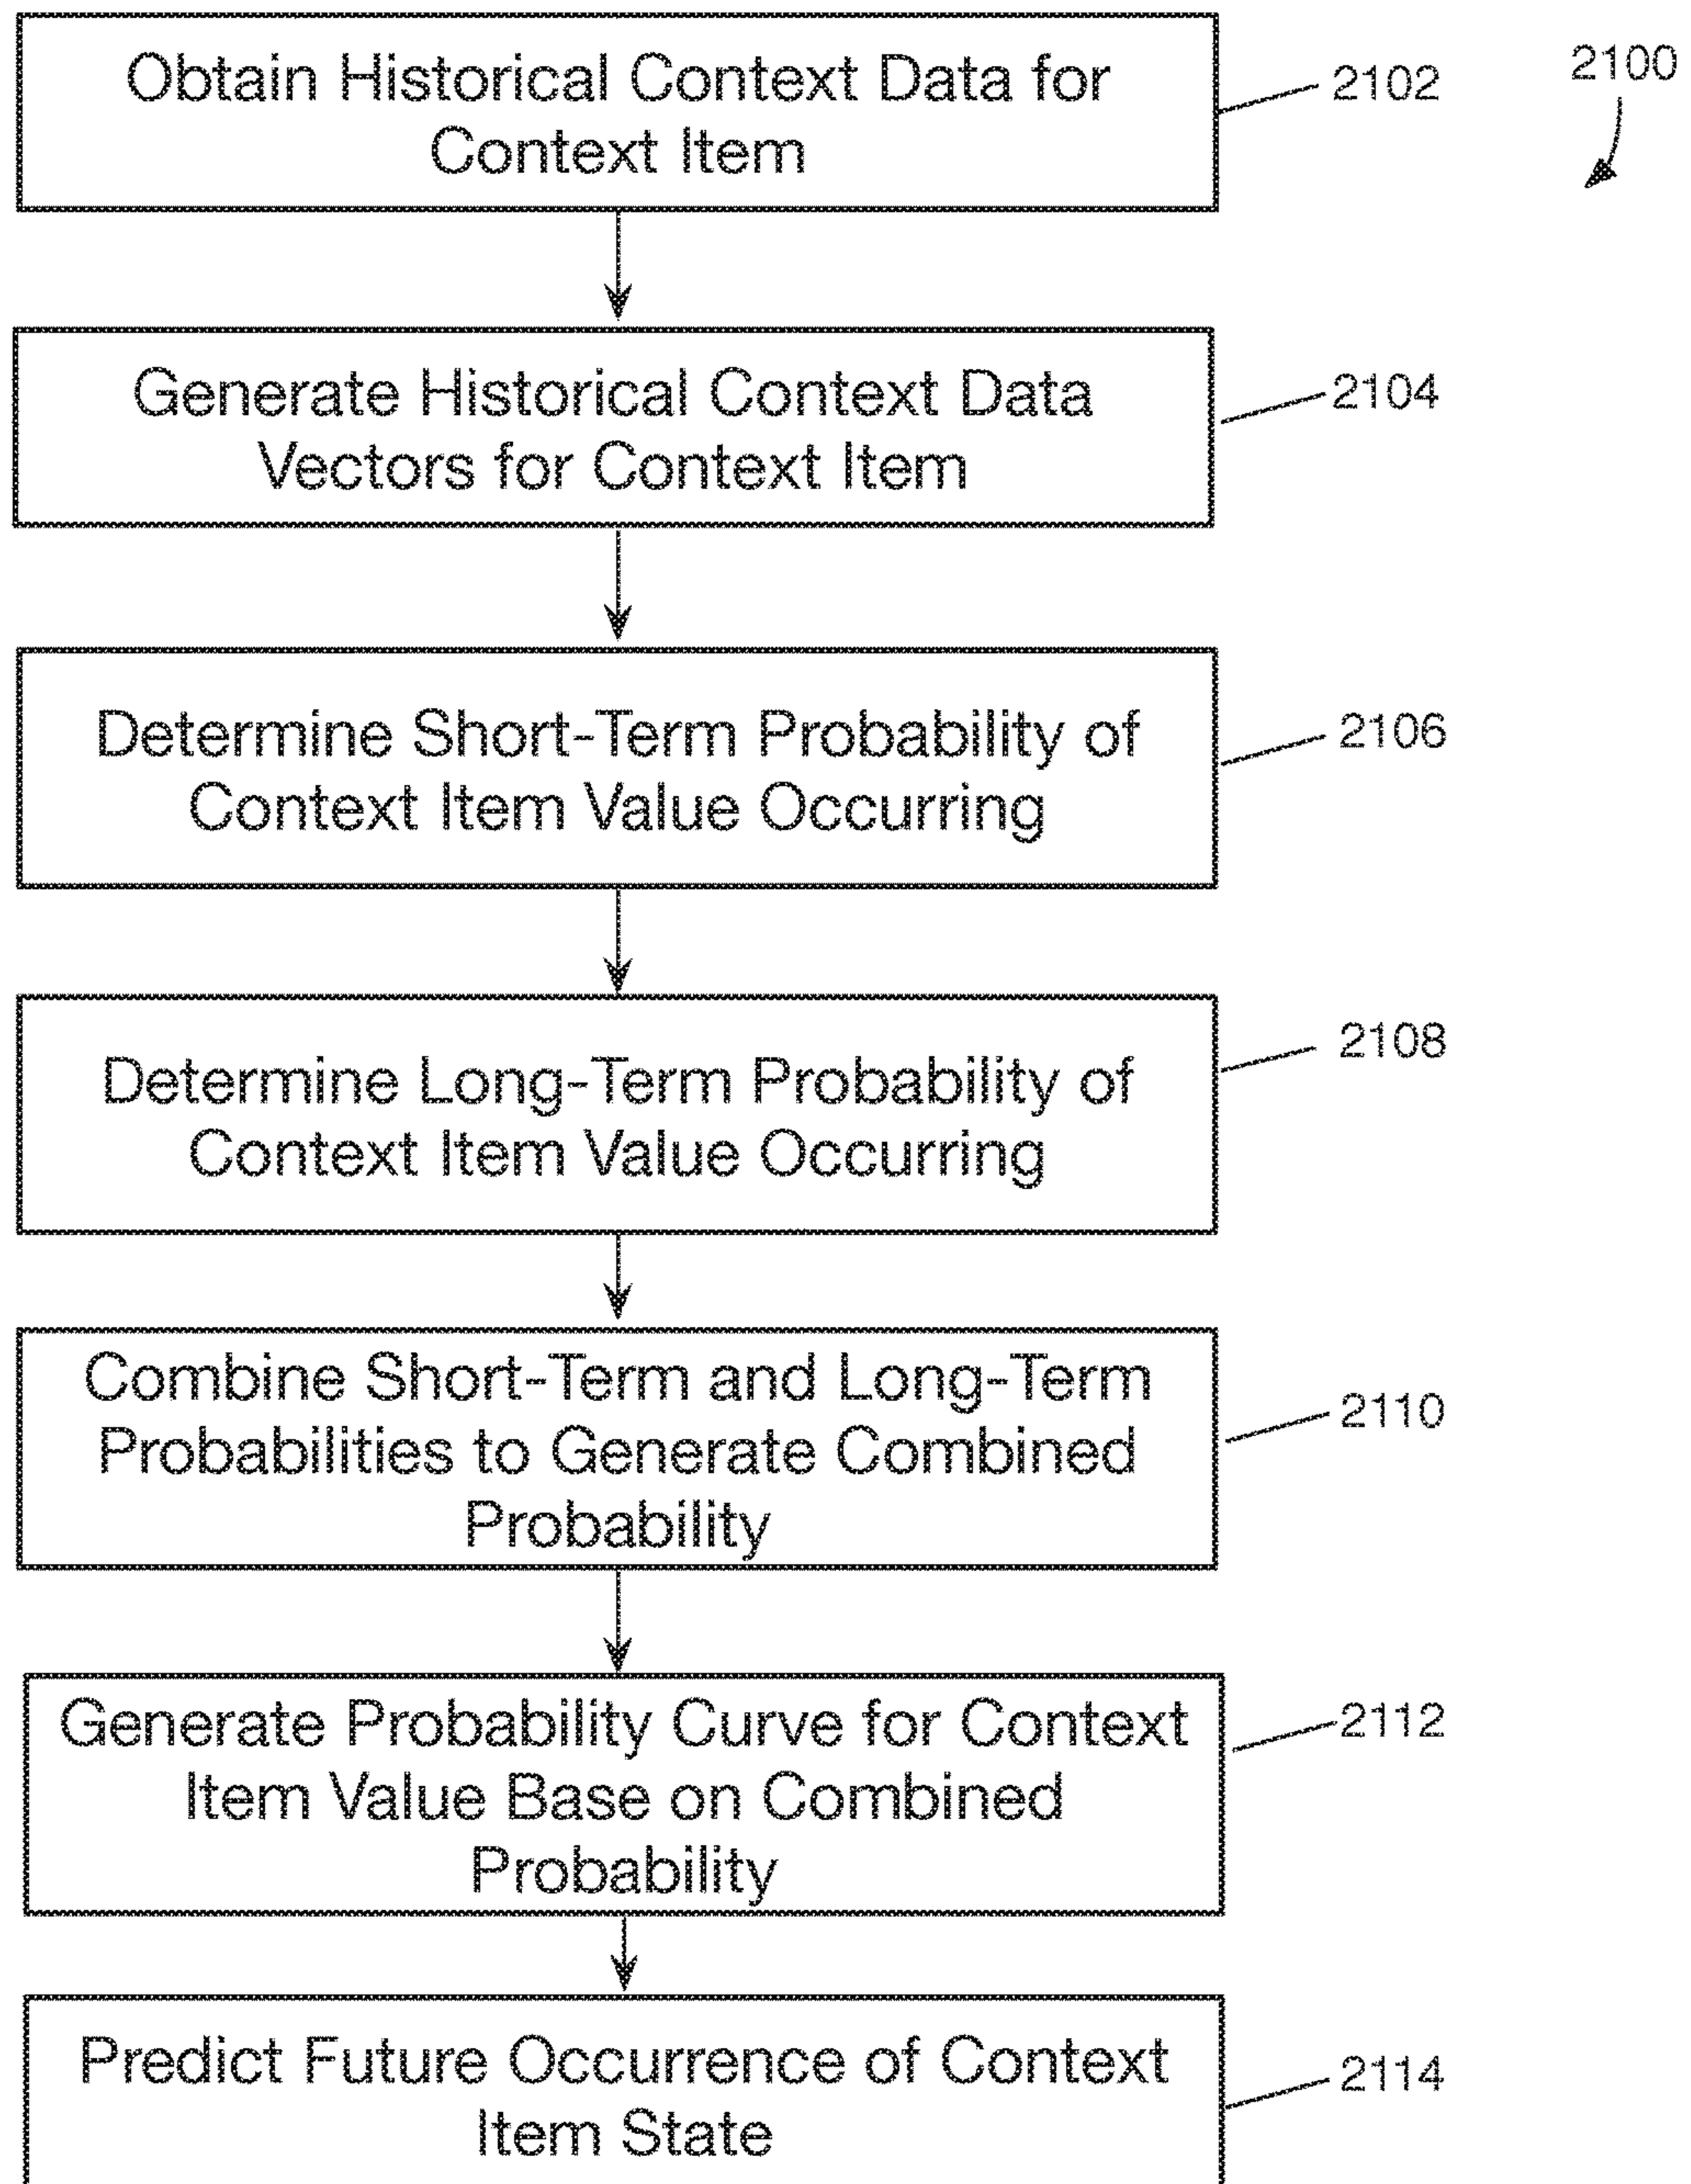 Obtain Historical Context Data for
Context Item
2102
2100
Generate Historical Context Data
Vectors for Context Item
2104
Determine Short-Term Probability of
Context Item Value Occurring
2106
Determine Long-Term Probability of
Context Item Value Occurring
2108
Combine Short-Term and Long-Term
Probabilities to Generate Combined
Probability
2110
Generate Probability Curve for Context
Item Value Base on Combined
Probability
2112
Predict Future Occurrence of Context
Item State
2114